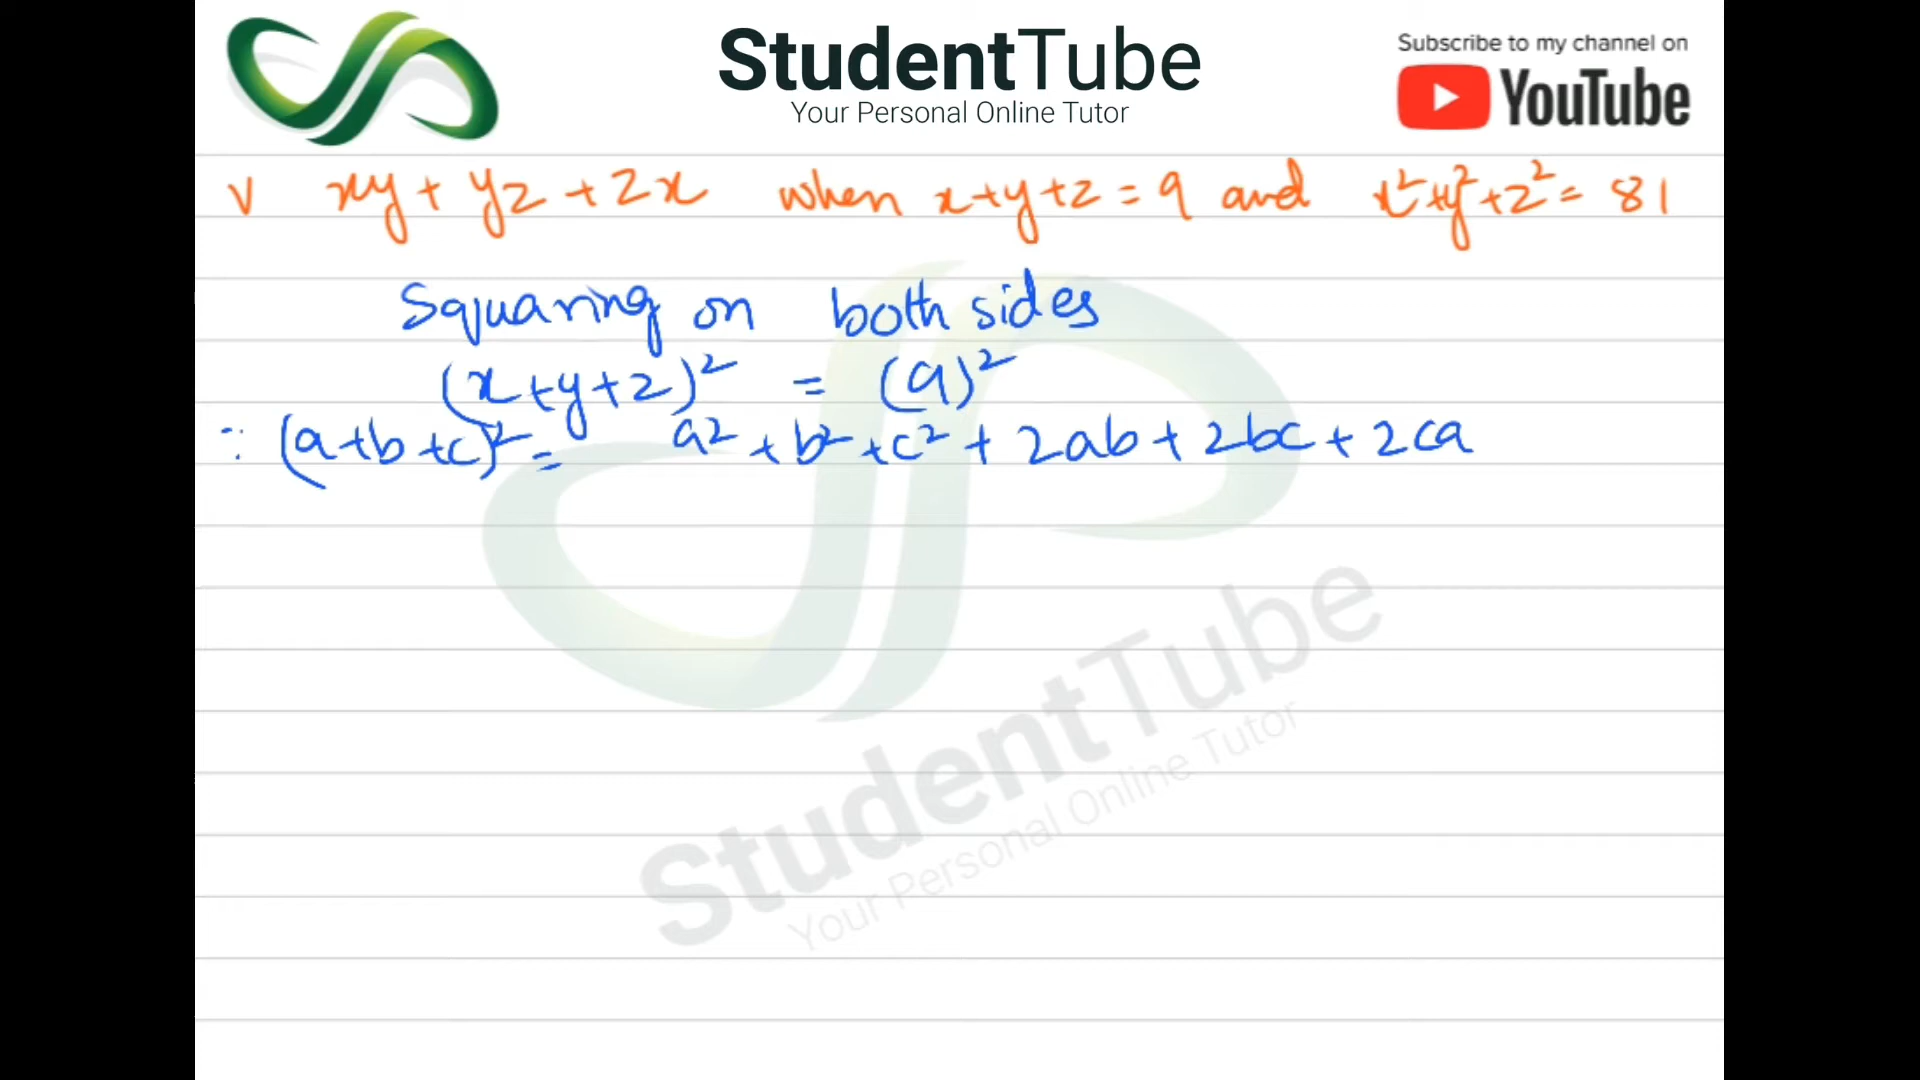 StudentTube
Your Personal Online Tutor
Subscribe to my channel on
YouTube
v xy + yz + zx when x+y+z = 9 and x²+y²+z² = 81
Squaring on both sides
(x+y+z)² = (9)²
∵ (a+b+c)² = a² + b² + c² + 2ab + 2bc + 2ca
StudentTube
Your Personal Online Tutor